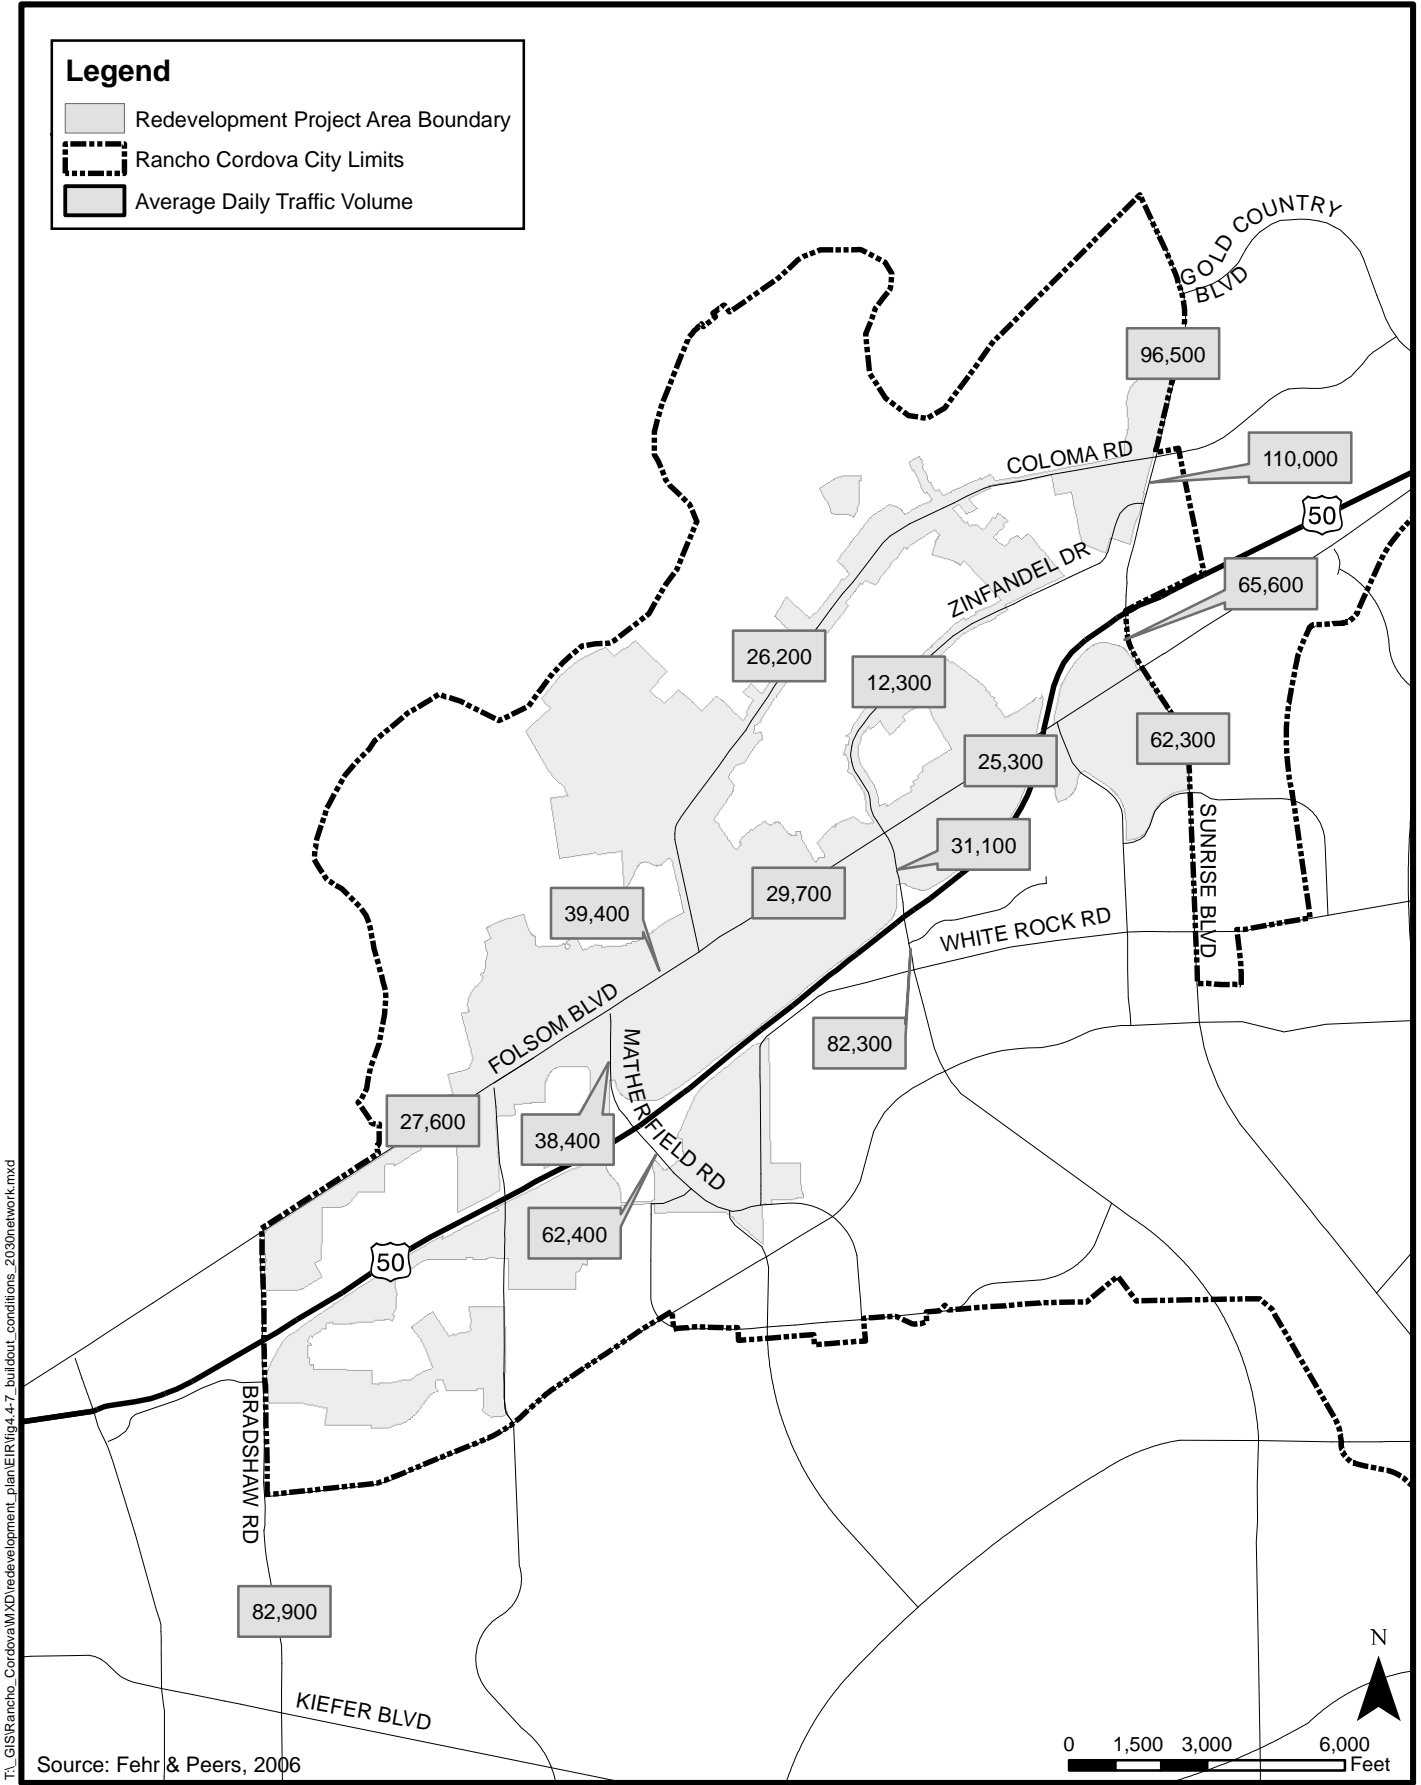 Legend
Redevelopment Project Area Boundary
Rancho Cordova City Limits
Average Daily Traffic Volume
GOLD COUNTRY
BLVD
96,500
COLOMA RD
110,000
50
ZINFANDEL DR
65,600
26,200
12,300
62,300
25,300
SUNRISE BLVD
31,100
29,700
39,400
WHITE ROCK RD
FOLSOM BLVD
82,300
MATHER FIELD RD
27,600
38,400
62,400
50
BRADSHAW RD
82,900
KIEFER BLVD
N
0 1,500 3,000 6,000
Feet
Source: Fehr & Peers, 2006
T:\_GIS\Rancho_Cordova\MXD\redevelopment_plan\EIR\fig4.4-7_buildout_conditions_2030network.mxd